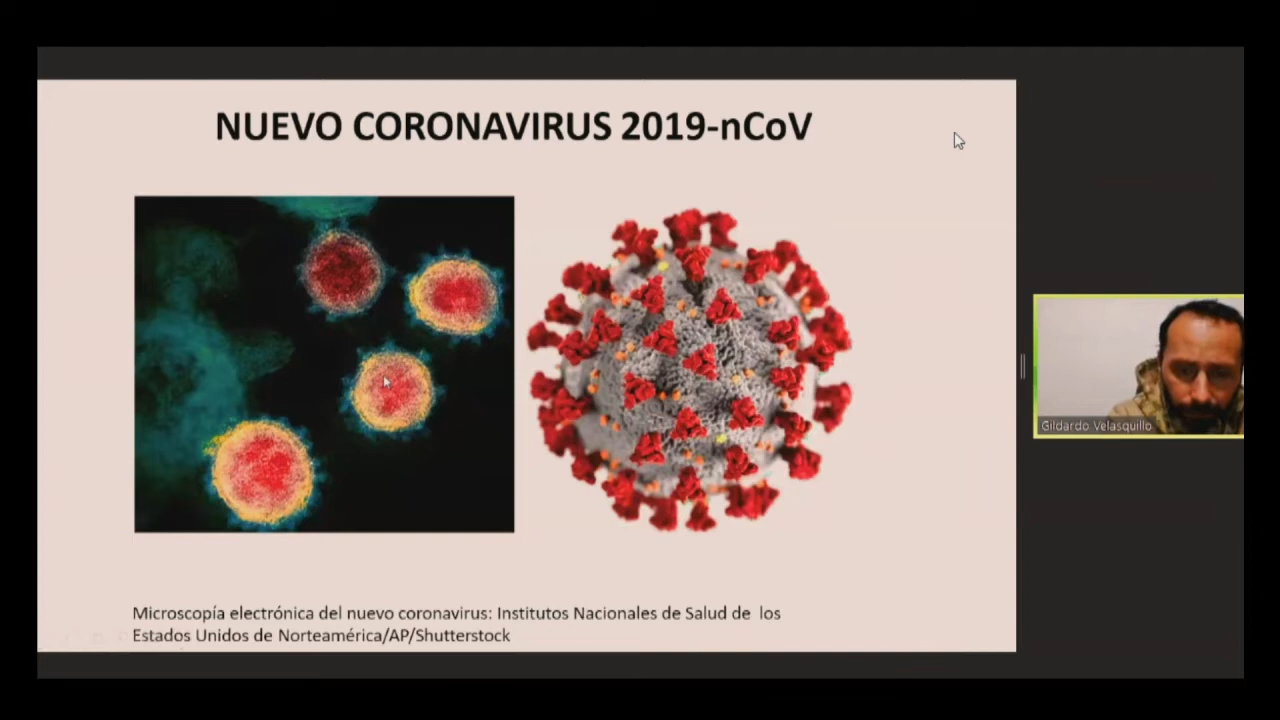 NUEVO CORONAVIRUS 2019-nCoV
Microscopía electrónica del nuevo coronavirus: Institutos Nacionales de Salud de los
Estados Unidos de Norteamérica/AP/Shutterstock
Gildardo Velasquillo